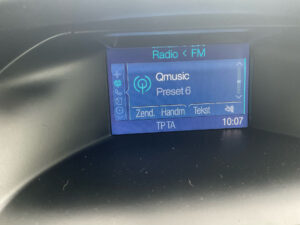 Radio < FM
Qmusic
Preset 6
Zend. Handm. Tekst
TP TA 10:07